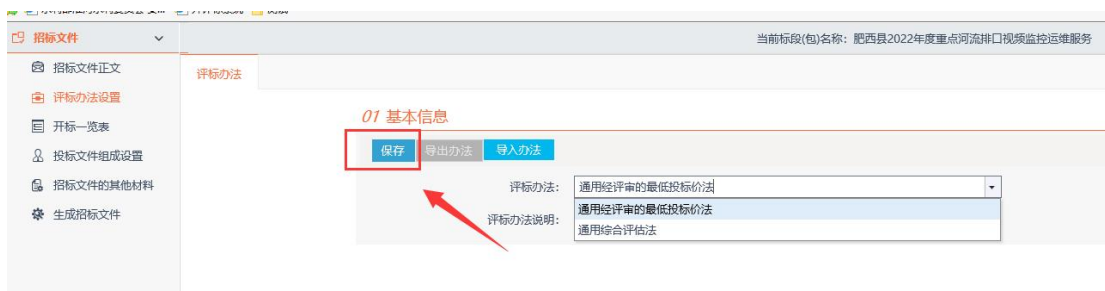 招标文件
当前标段(包)名称：肥西县2022年度重点河流排口视频监控运维服务
招标文件正文
评标办法
评标办法设置
01 基本信息
开标一览表
保存 导出办法 导入办法
投标文件组成设置
招标文件的其他材料
评标办法： 通用经评审的最低投标价法
生成招标文件
通用经评审的最低投标价法
评标办法说明：
通用综合评估法